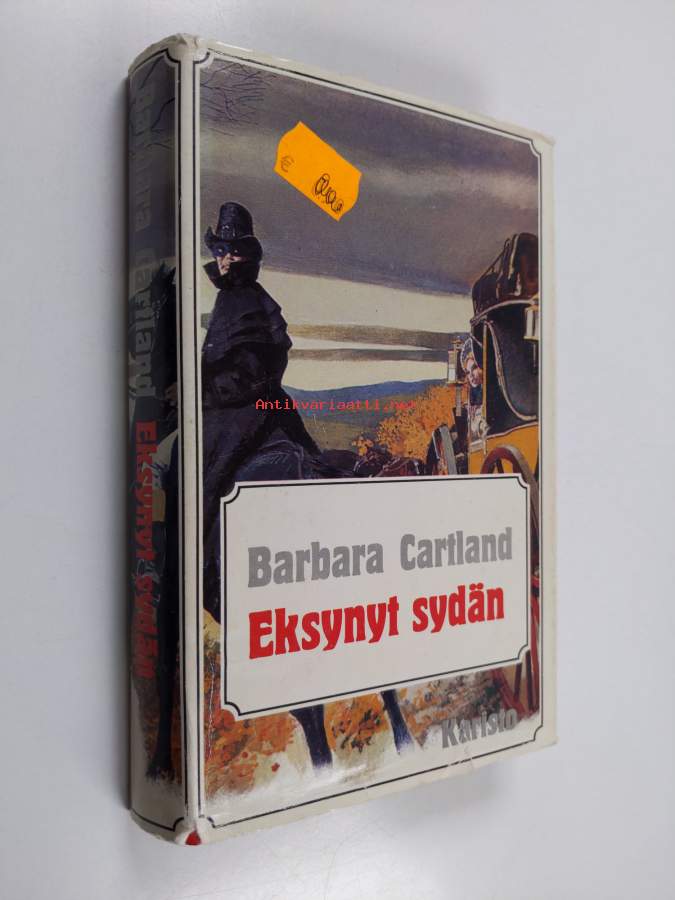 Barbara Cartland Eksynyt sydän
€
Antikvariaatti.net
Barbara Cartland
Eksynyt sydän
Karisto